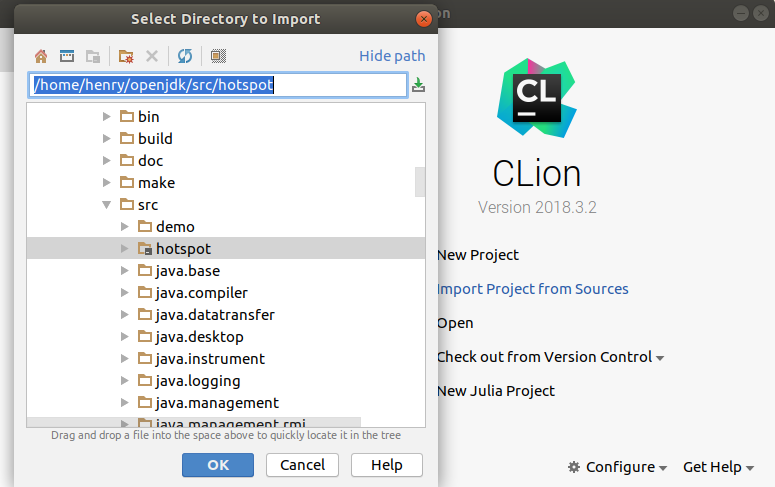 Select Directory to Import
on
Hide path
/home/henry/openjdk/src/hotspot
bin
build
doc
make
src
demo
hotspot
java.base
java.compiler
java.datatransfer
java.desktop
java.instrument
java.logging
java.management
java.management.rmi
Drag and drop a file into the space above to quickly locate it in the tree
OK Cancel Help
CL
CLion
Version 2018.3.2
New Project
Import Project from Sources
Open
Check out from Version Control
New Julia Project
Configure Get Help